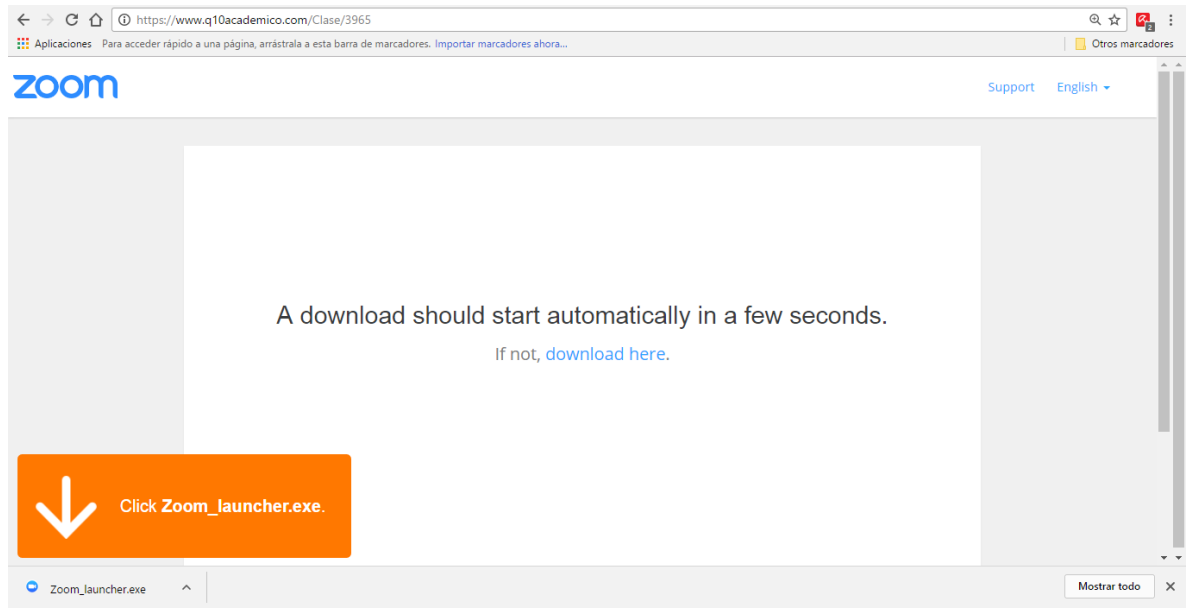 https://www.q10academico.com/Clase/3965
2
Aplicaciones Para acceder rápido a una página, arrástrala a esta barra de marcadores. Importar marcadores ahora... Otros marcadores
zoom Support English
A download should start automatically in a few seconds.
If not, download here.
Click Zoom_launcher.exe.
Zoom_launcher.exe Mostrar todo